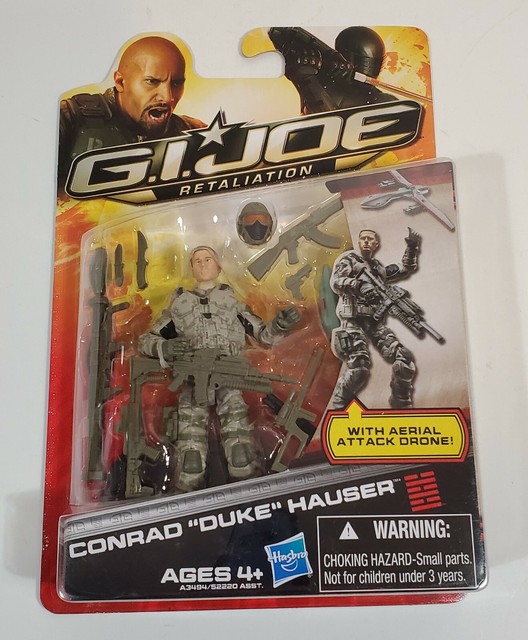 G.I.JOE
RETALIATION
WITH AERIAL
ATTACK DRONE!
CONRAD "DUKE" HAUSER™
AGES 4+
Hasbro
A3494/52220 ASST.
WARNING:
CHOKING HAZARD-Small parts.
Not for children under 3 years.